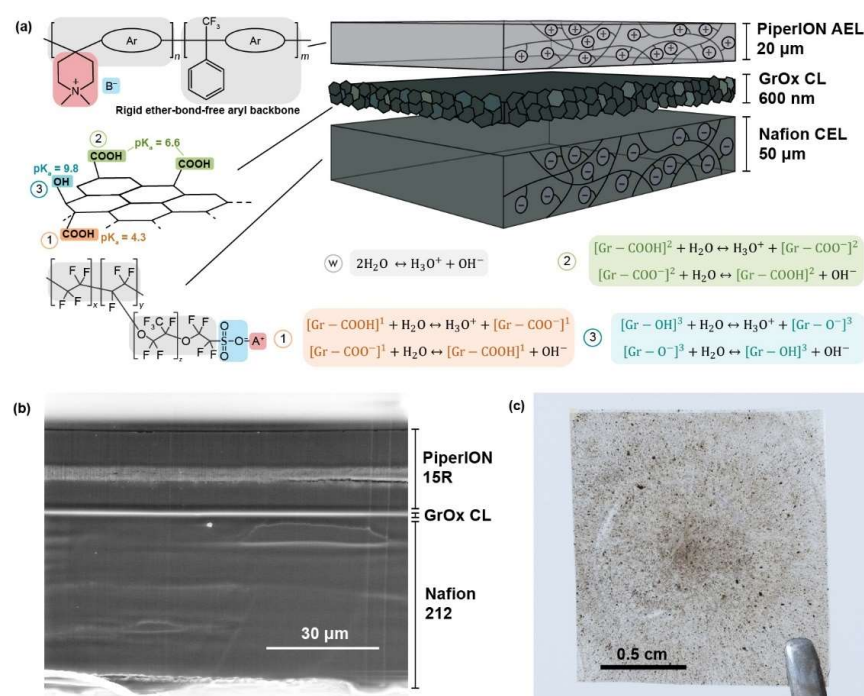 (a)
Ar
n
CF₃
Ar
m
N
+
B⁻
Rigid ether-bond-free aryl backbone
PiperION AEL
20 µm
GrOx CL
600 nm
Nafion CEL
50 µm
2
COOH
pKₐ = 6.6
COOH
pKₐ = 9.8
3
OH
1
COOH
pKₐ = 4.3
F F F F
x
y
F F F
F₃C F F F
O
O
S
O⁻
O
A⁺
F F F F
z
w 2H₂O ↔ H₃O⁺ + OH⁻
2
[Gr − COOH]² + H₂O ↔ H₃O⁺ + [Gr − COO⁻]²
[Gr − COO⁻]² + H₂O ↔ [Gr − COOH]² + OH⁻
1
[Gr − COOH]¹ + H₂O ↔ H₃O⁺ + [Gr − COO⁻]¹
[Gr − COO⁻]¹ + H₂O ↔ [Gr − COOH]¹ + OH⁻
3
[Gr − OH]³ + H₂O ↔ H₃O⁺ + [Gr − O⁻]³
[Gr − O⁻]³ + H₂O ↔ [Gr − OH]³ + OH⁻
(b)
PiperION
15R
GrOx CL
Nafion
212
30 µm
(c)
0.5 cm